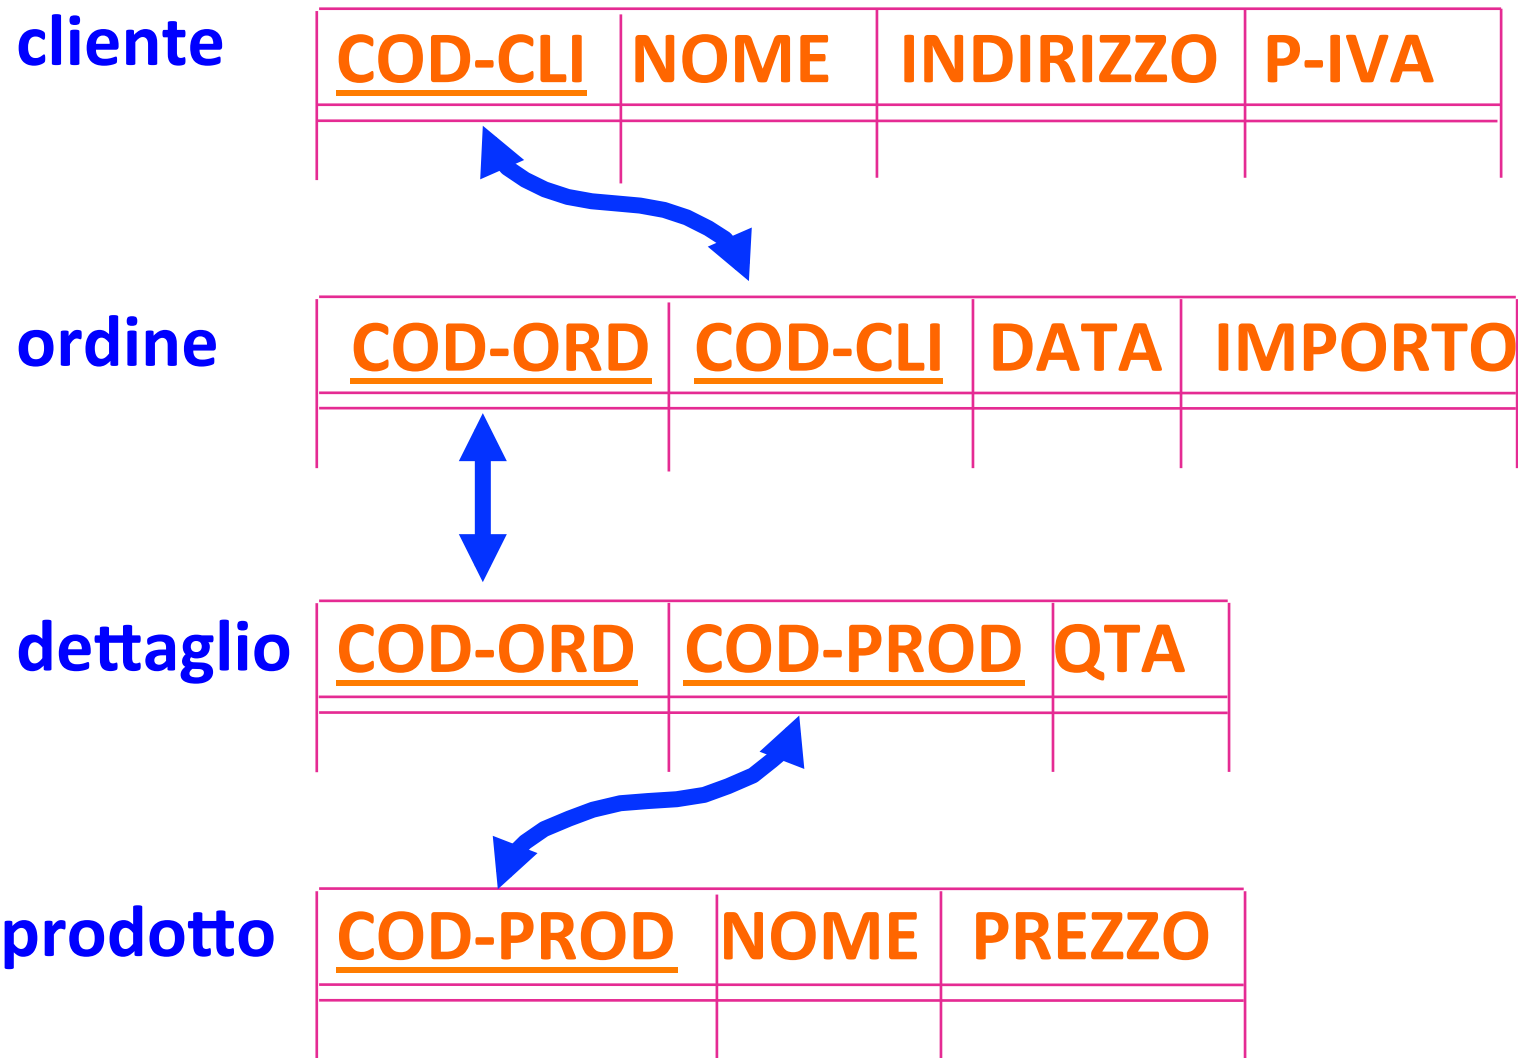 cliente COD-CLI NOME INDIRIZZO P-IVA
ordine COD-ORD COD-CLI DATA IMPORTO
dettaglio COD-ORD COD-PROD QTA
prodotto COD-PROD NOME PREZZO